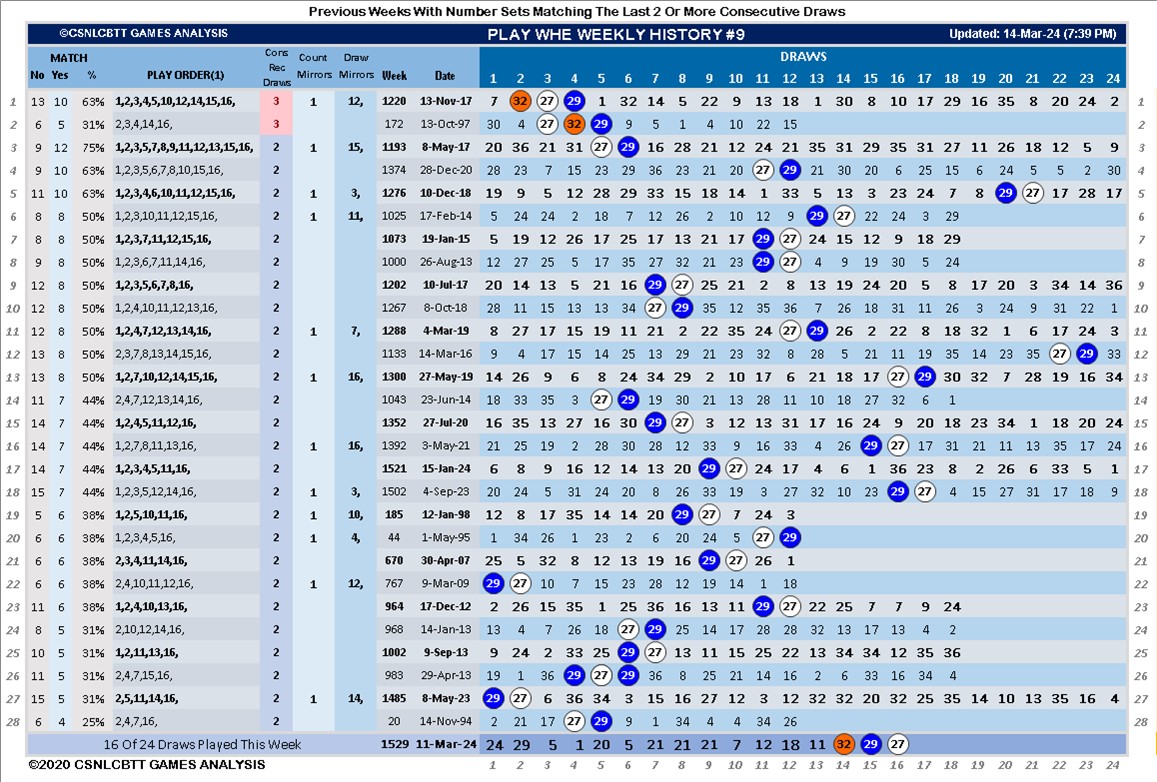 Previous Weeks With Number Sets Matching The Last 2 Or More Consecutive Draws
©CSNLCBTT GAMES ANALYSIS PLAY WHE WEEKLY HISTORY #9 Updated: 14-Mar-24 (7:39 PM)
MATCH Cons Rec Draws Count Mirrors Draw Mirrors DRAWS
No Yes % PLAY ORDER(1) Week Date 1 2 3 4 5 6 7 8 9 10 11 12 13 14 15 16 17 18 19 20 21 22 23 24
1 13 10 63% 1,2,3,4,5,10,12,14,15,16, 3 1 12, 1220 13-Nov-17 7 32 27 29 1 32 14 5 22 9 13 18 1 30 8 10 17 29 16 35 8 20 24 2 1
2 6 5 31% 2,3,4,14,16, 3 172 13-Oct-97 30 4 27 32 29 9 5 1 4 10 22 15 2
3 9 12 75% 1,2,3,5,7,8,9,11,12,13,15,16, 2 1 15, 1193 8-May-17 20 36 21 31 27 29 16 28 21 12 24 21 35 31 29 35 31 27 11 26 18 12 5 9 3
4 9 10 63% 1,2,3,5,6,7,8,10,15,16, 2 1374 28-Dec-20 28 23 7 15 23 29 36 23 21 20 27 29 21 30 20 6 25 15 6 24 5 5 2 30 4
5 11 10 63% 1,2,3,4,6,10,11,12,15,16, 2 1 3, 1276 10-Dec-18 19 9 5 12 28 29 33 15 18 14 1 33 5 13 3 23 24 7 8 29 27 17 28 17 5
6 8 8 50% 1,2,3,10,11,12,15,16, 2 1 11, 1025 17-Feb-14 5 24 24 2 18 7 12 26 2 10 12 9 29 27 22 24 3 29 6
7 8 8 50% 1,2,3,7,11,12,15,16, 2 1073 19-Jan-15 5 19 12 26 17 25 17 13 21 17 29 27 24 15 12 9 18 29 7
8 9 8 50% 1,2,3,6,7,11,14,16, 2 1000 26-Aug-13 12 27 25 5 17 35 27 32 21 23 29 27 4 9 19 30 5 24 8
9 12 8 50% 1,2,3,5,6,7,8,16, 2 1202 10-Jul-17 20 14 13 5 21 16 29 27 25 21 2 8 13 19 24 20 5 8 17 20 3 34 14 36 9
10 12 8 50% 1,2,4,10,11,12,13,16, 2 1267 8-Oct-18 28 11 15 13 13 34 27 29 35 12 35 36 7 26 18 31 11 26 3 24 9 31 22 1 10
11 12 8 50% 1,2,4,7,12,13,14,16, 2 1 7, 1288 4-Mar-19 8 27 17 15 19 11 21 2 22 35 24 27 29 26 2 22 8 18 32 1 6 17 24 3 11
12 13 8 50% 2,3,7,8,13,14,15,16, 2 1133 14-Mar-16 9 4 17 15 14 25 13 29 21 23 32 8 28 5 21 11 19 35 14 23 35 27 29 33 12
13 13 8 50% 1,2,7,10,12,14,15,16, 2 1 16, 1300 27-May-19 14 26 9 6 8 24 34 29 2 10 17 6 21 18 17 27 29 30 32 7 28 19 16 34 13
14 11 7 44% 2,4,7,12,13,14,16, 2 1043 23-Jun-14 18 33 35 3 27 29 19 30 21 13 28 11 10 18 27 32 6 1 14
15 14 7 44% 1,2,4,5,11,12,16, 2 1352 27-Jul-20 16 35 13 27 16 30 29 27 5 12 13 31 17 16 24 9 20 18 23 34 1 18 20 24 15
16 14 7 44% 1,2,7,8,11,13,16, 2 1 16, 1392 3-May-21 21 25 19 2 28 30 28 12 33 9 16 33 4 26 29 27 17 31 21 11 13 35 17 24 16
17 14 7 44% 1,2,3,4,5,11,16, 2 1521 15-Jan-24 6 8 9 16 12 14 13 20 29 27 24 17 4 6 1 36 23 8 2 26 6 33 5 1 17
18 15 7 44% 1,2,3,5,12,14,16, 2 1 3, 1502 4-Sep-23 20 24 5 31 24 20 8 26 33 19 3 27 32 10 23 29 27 4 15 27 31 17 18 9 18
19 5 6 38% 1,2,5,10,11,16, 2 1 10, 185 12-Jan-98 12 8 17 35 14 14 20 29 27 7 24 3 19
20 6 6 38% 1,2,3,4,5,16, 2 1 4, 44 1-May-95 1 34 26 1 23 2 6 20 24 5 27 29 20
21 6 6 38% 2,3,4,11,14,16, 2 670 30-Apr-07 25 5 32 8 12 13 19 16 29 27 26 1 21
22 6 6 38% 2,4,10,11,12,16, 2 1 12, 767 9-Mar-09 29 27 10 7 15 23 28 12 19 14 1 18 22
23 11 6 38% 1,2,4,10,13,16, 2 964 17-Dec-12 2 26 15 35 1 25 36 16 13 11 29 27 22 25 7 7 9 24 23
24 8 5 31% 2,10,12,14,16, 2 968 14-Jan-13 13 4 7 26 18 27 29 25 14 17 28 28 32 13 17 13 4 2 24
25 10 5 31% 1,2,11,13,16, 2 1002 9-Sep-13 9 24 2 33 25 29 27 13 11 15 25 22 32 14 14 12 35 36 25
26 11 5 31% 2,4,7,15,16, 2 983 29-Apr-13 19 1 36 29 27 29 36 8 25 21 14 16 2 6 33 16 34 4 26
27 15 5 31% 2,5,11,14,16, 2 1 14, 1485 8-May-23 29 27 6 36 34 3 15 16 27 12 3 12 32 32 20 32 25 35 14 10 13 35 16 4 27
28 6 4 25% 2,4,7,16, 2 20 14-Nov-94 2 21 17 27 29 9 1 34 4 11 34 26 28
16 Of 24 Draws Played This Week 1529 11-Mar-24 24 29 5 1 20 5 21 21 21 7 12 18 11 32 29 27
©2020 CSNLCBTT GAMES ANALYSIS 1 2 3 4 5 6 7 8 9 10 11 12 13 14 15 16 17 18 19 20 21 22 23 24